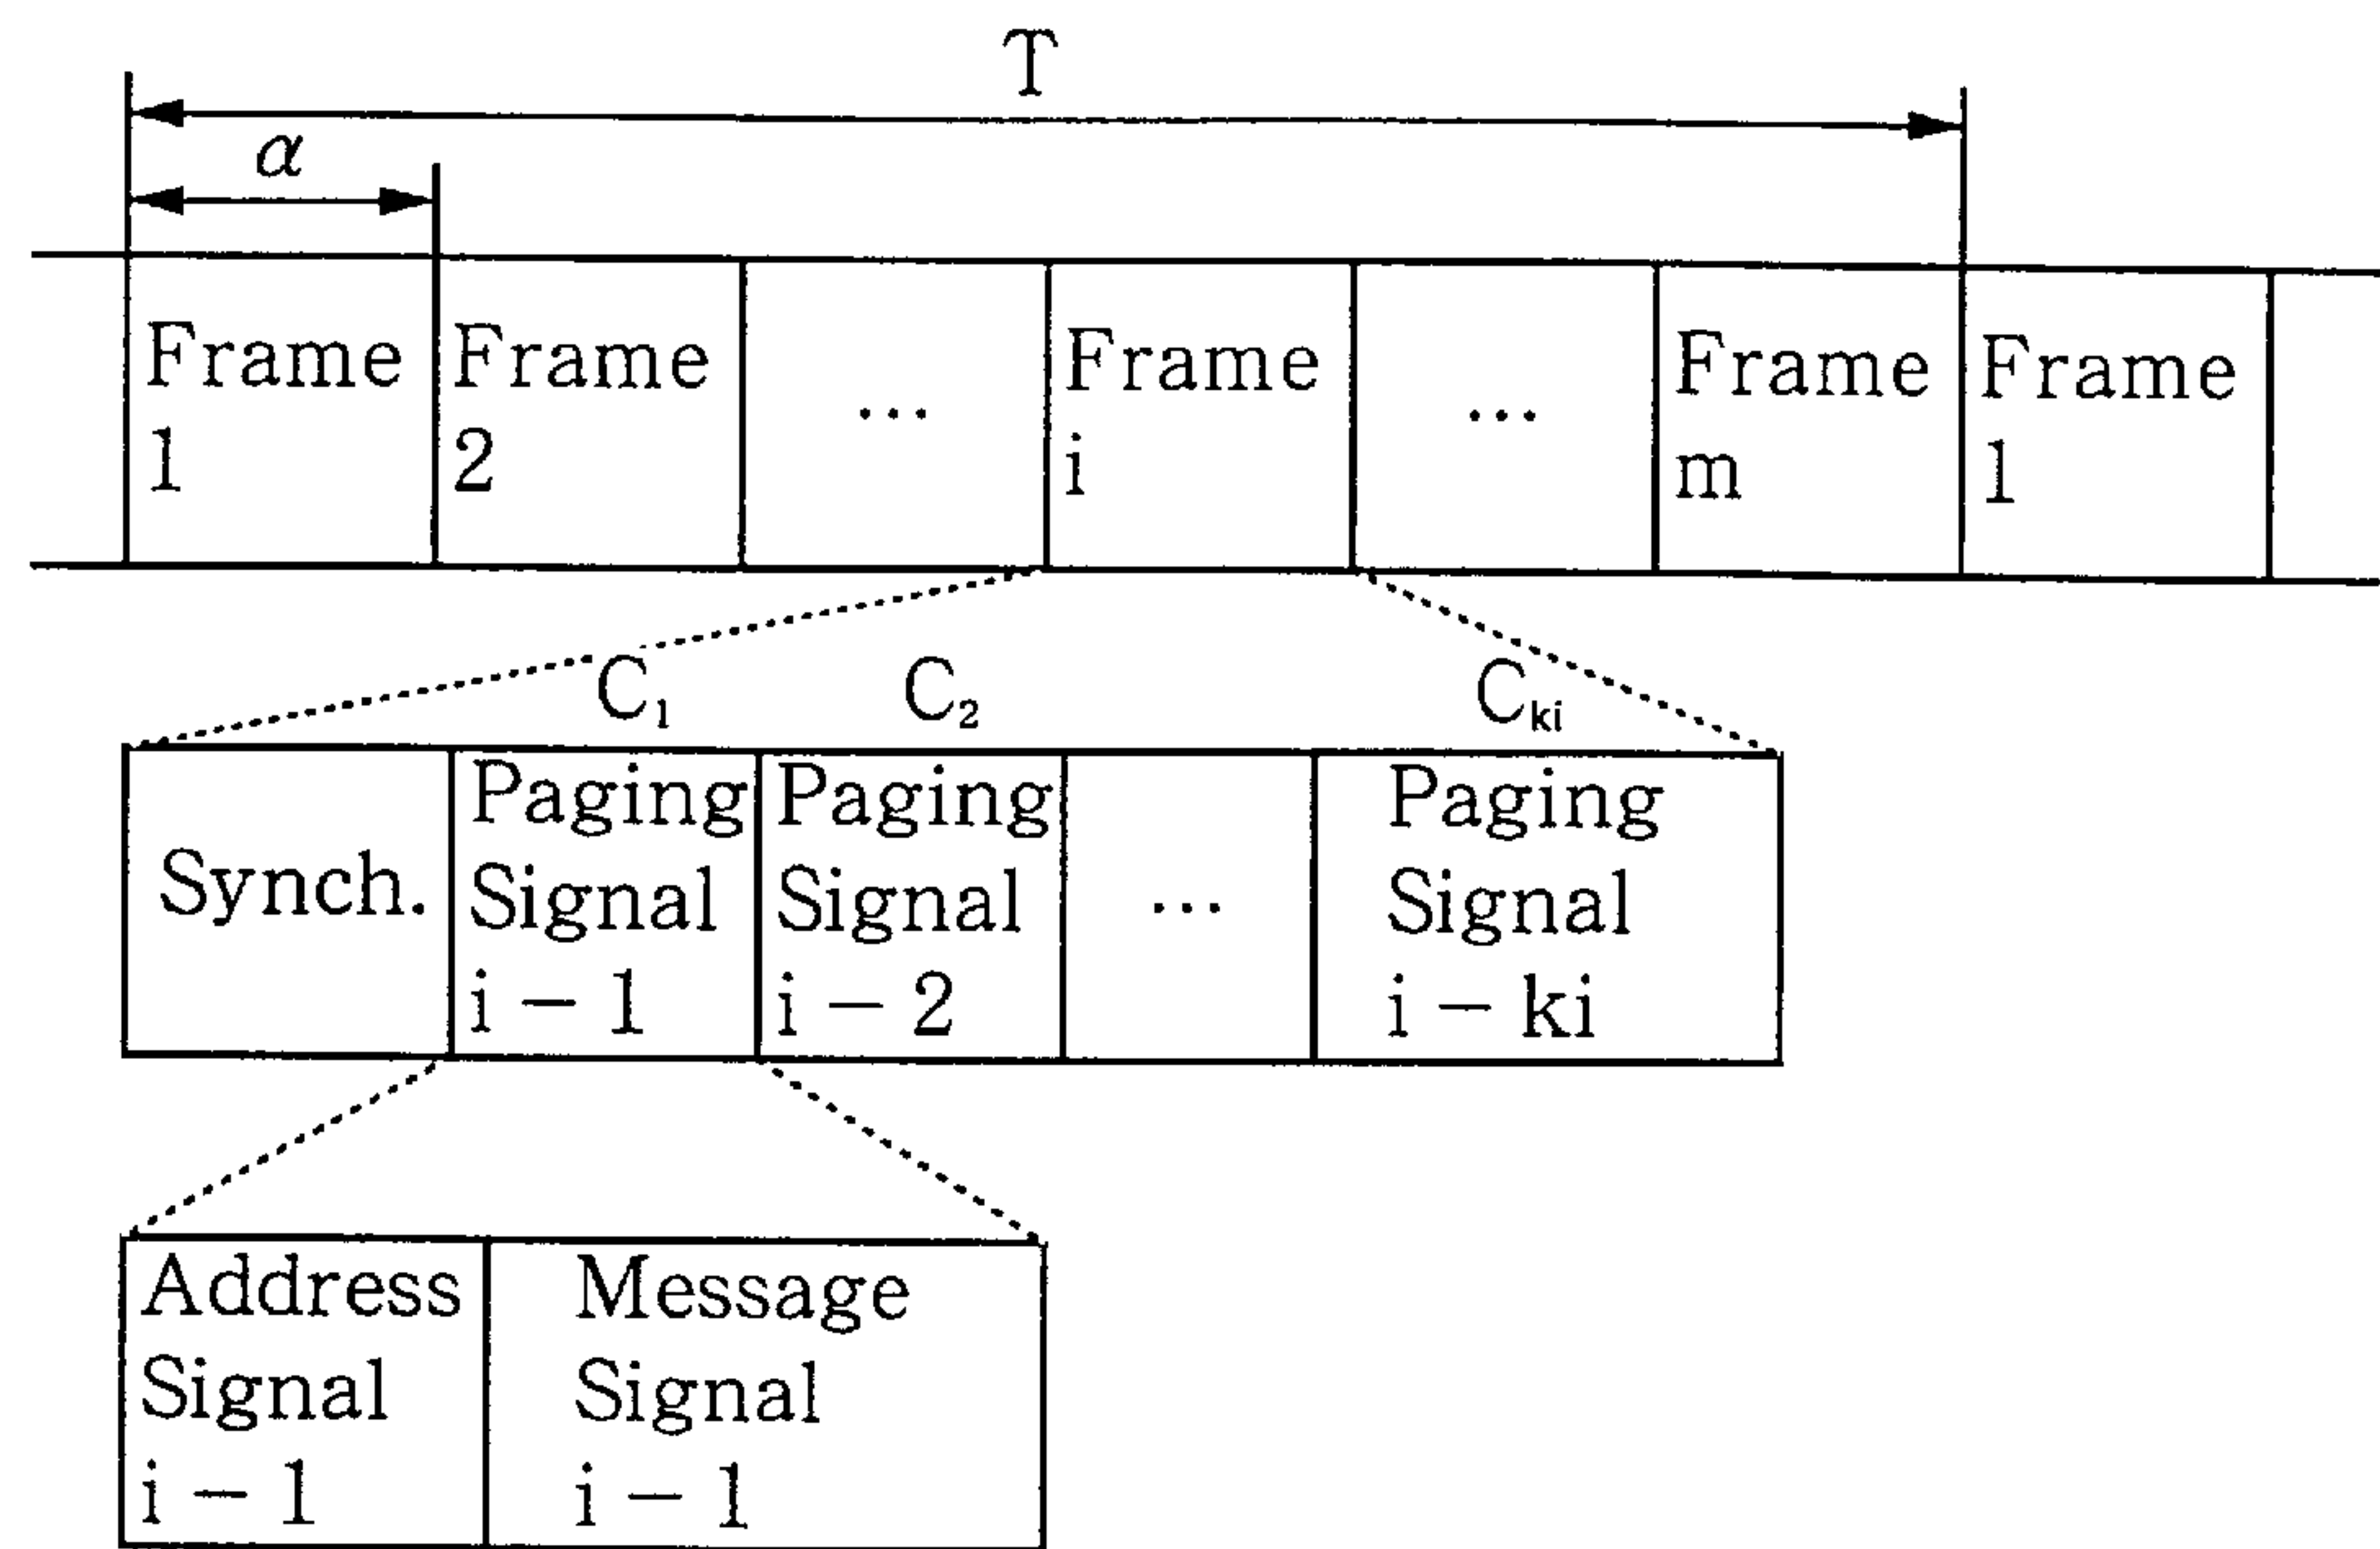 T
α
Frame
1
Frame
2
...
Frame
i
...
Frame
m
Frame
1
C₁
C₂
Cₖᵢ
Synch.
Paging
Signal
i - 1
Paging
Signal
i - 2
...
Paging
Signal
i - ki
Address
Signal
i - 1
Message
Signal
i - 1